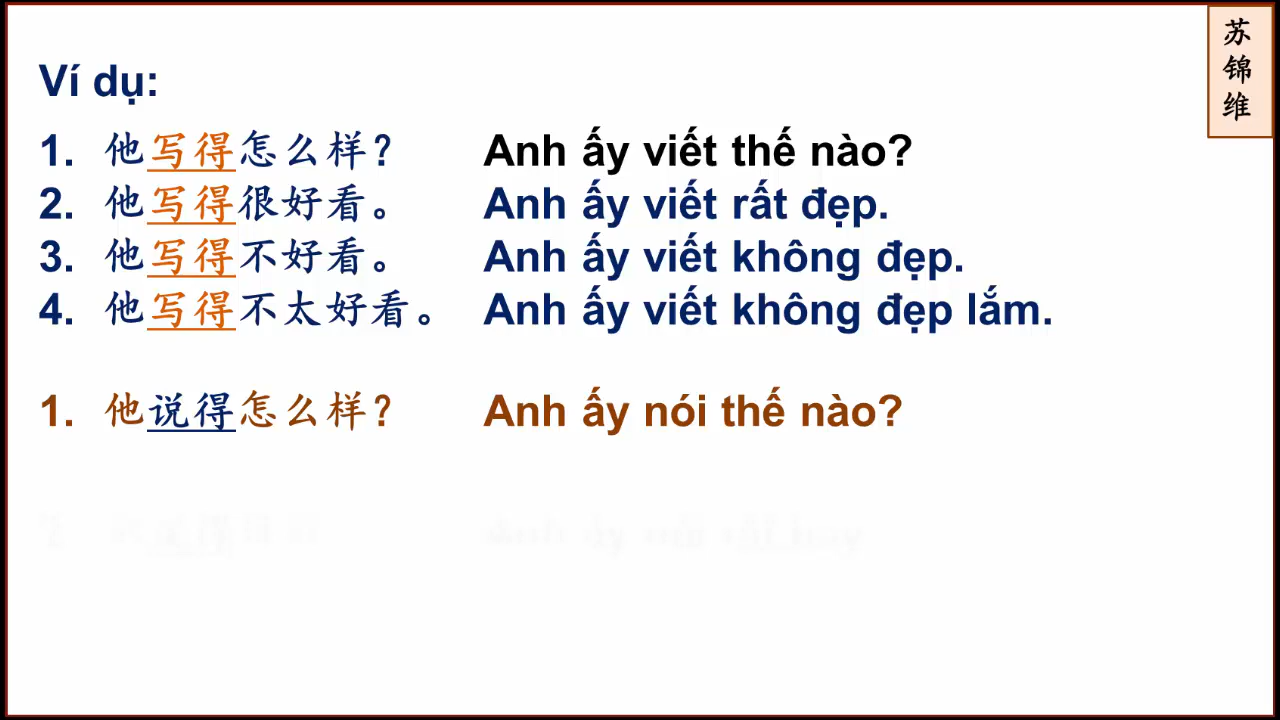 苏锦维
Ví dụ:
1. 他写得怎么样? Anh ấy viết thế nào?
2. 他写得很好看。 Anh ấy viết rất đẹp.
3. 他写得不好看。 Anh ấy viết không đẹp.
4. 他写得不太好看。 Anh ấy viết không đẹp lắm.
1. 他说得怎么样? Anh ấy nói thế nào?